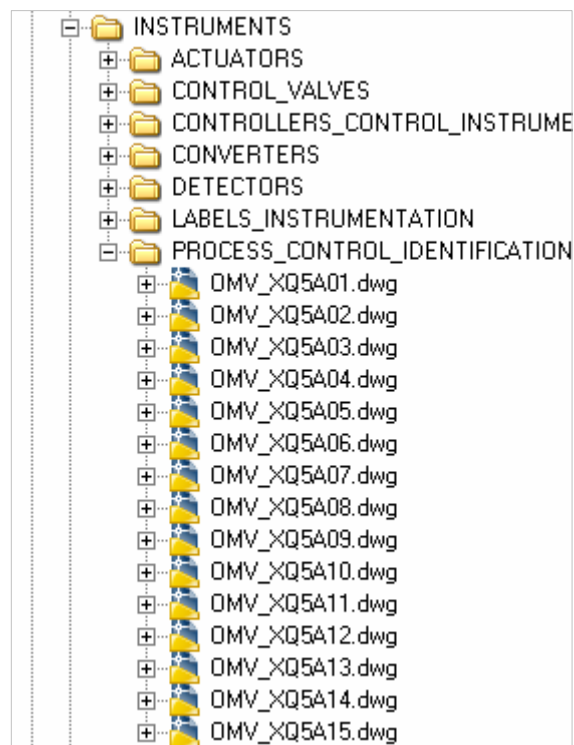 INSTRUMENTS
ACTUATORS
CONTROL_VALVES
CONTROLLERS_CONTROL_INSTRUME
CONVERTERS
DETECTORS
LABELS_INSTRUMENTATION
PROCESS_CONTROL_IDENTIFICATION
OMV_XQ5A01.dwg
OMV_XQ5A02.dwg
OMV_XQ5A03.dwg
OMV_XQ5A04.dwg
OMV_XQ5A05.dwg
OMV_XQ5A06.dwg
OMV_XQ5A07.dwg
OMV_XQ5A08.dwg
OMV_XQ5A09.dwg
OMV_XQ5A10.dwg
OMV_XQ5A11.dwg
OMV_XQ5A12.dwg
OMV_XQ5A13.dwg
OMV_XQ5A14.dwg
OMV_XQ5A15.dwg